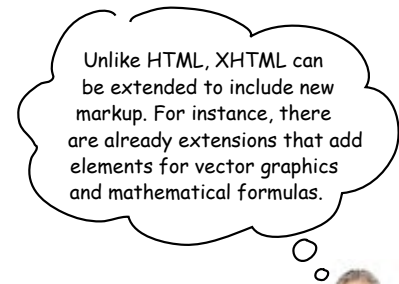 Unlike HTML, XHTML can
be extended to include new
markup. For instance, there
are already extensions that add
elements for vector graphics
and mathematical formulas.